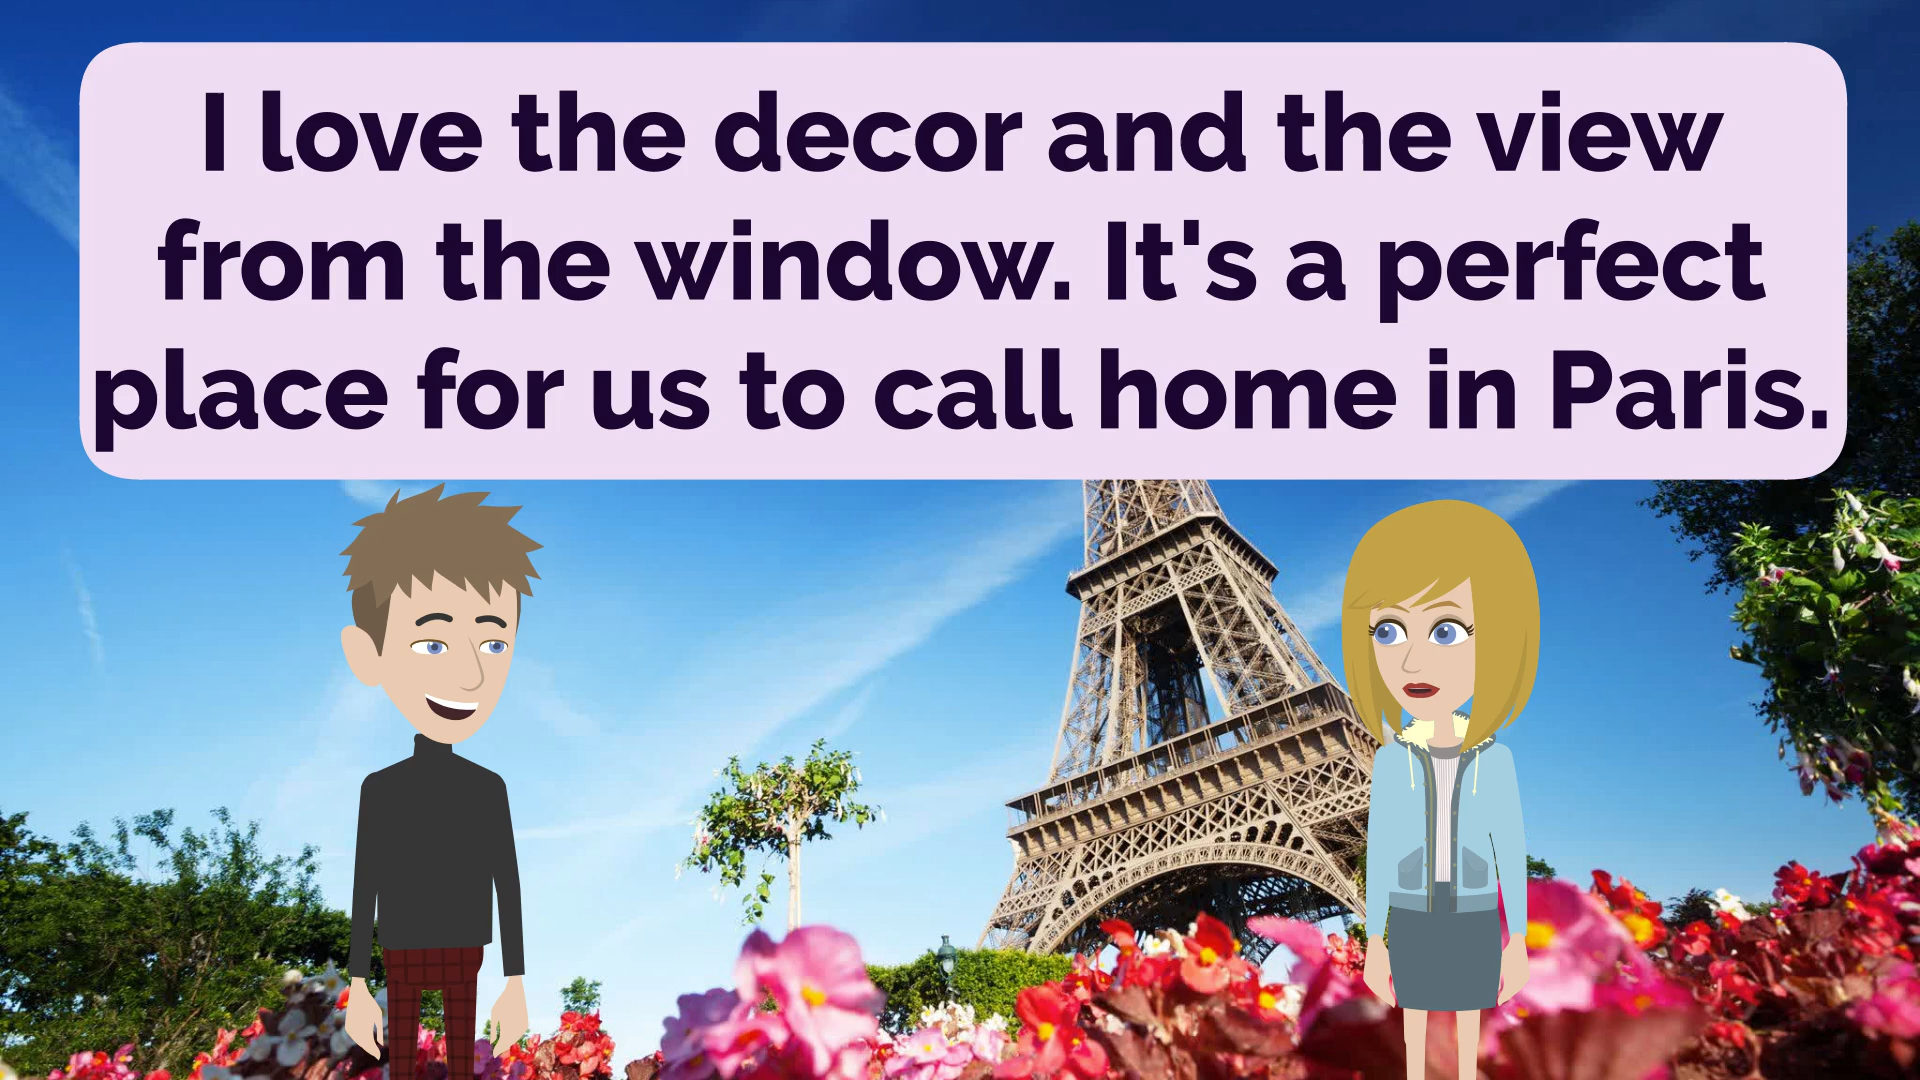 I love the decor and the view
from the window. It's a perfect
place for us to call home in Paris.